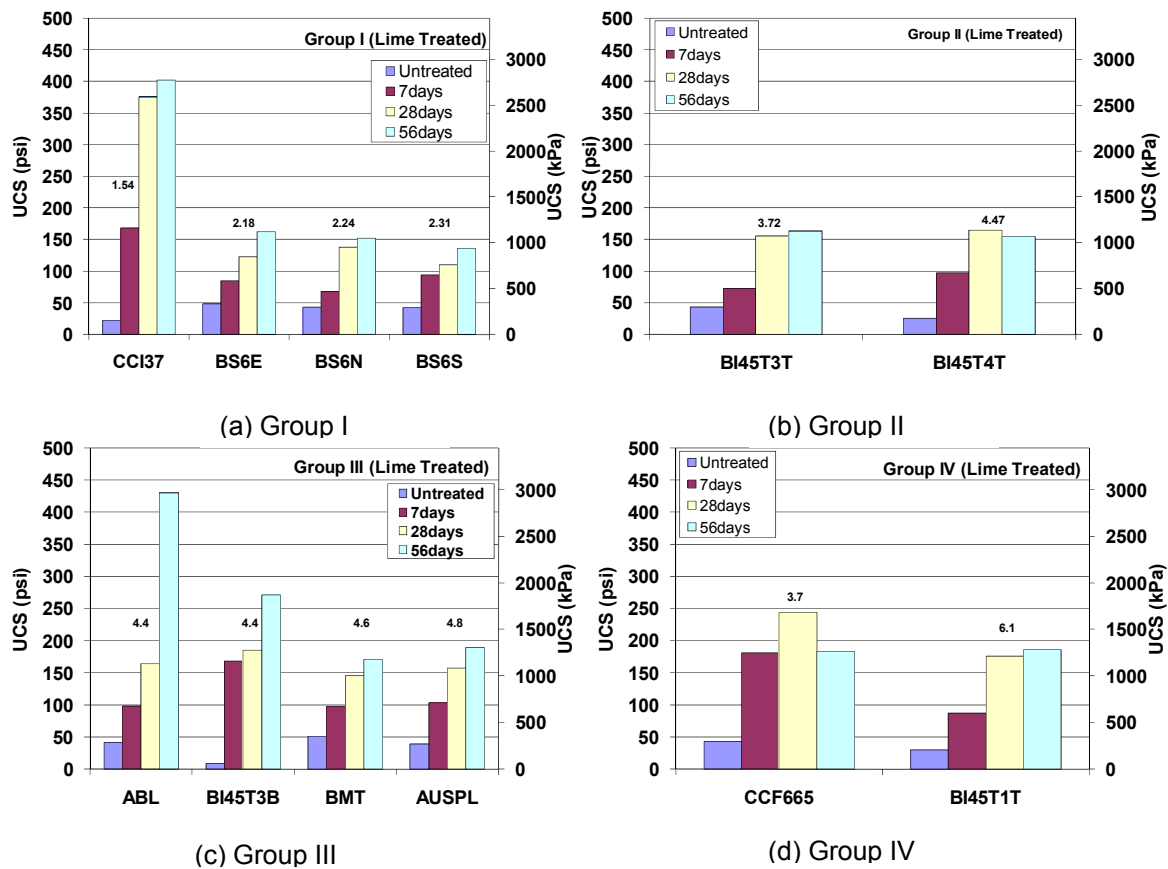 500
450
400
350
300
250
200
150
100
50
0
UCS (psi)
Group I (Lime Treated)
Untreated
7days
28days
56days
1.54
2.18
2.24
2.31
3000
2500
2000
1500
1000
500
0
UCS (kPa)
CCI37 BS6E BS6N BS6S
(a) Group I
500
450
400
350
300
250
200
150
100
50
0
UCS (psi)
Untreated
7days
28days
56days
Group II (Lime Treated)
3.72
4.47
3000
2500
2000
1500
1000
500
0
UCS (kPa)
BI45T3T BI45T4T
(b) Group II
500
450
400
350
300
250
200
150
100
50
0
UCS (psi)
Group III (Lime Treated)
Untreated
7days
28days
56days
4.4
4.4
4.6
4.8
3000
2500
2000
1500
1000
500
0
UCS (kPa)
ABL BI45T3B BMT AUSPL
(c) Group III
500
450
400
350
300
250
200
150
100
50
0
UCS (psi)
Untreated
7days
28days
56days
Group IV (Lime Treated)
3.7
6.1
3000
2500
2000
1500
1000
500
0
UCS (kPa)
CCF665 BI45T1T
(d) Group IV